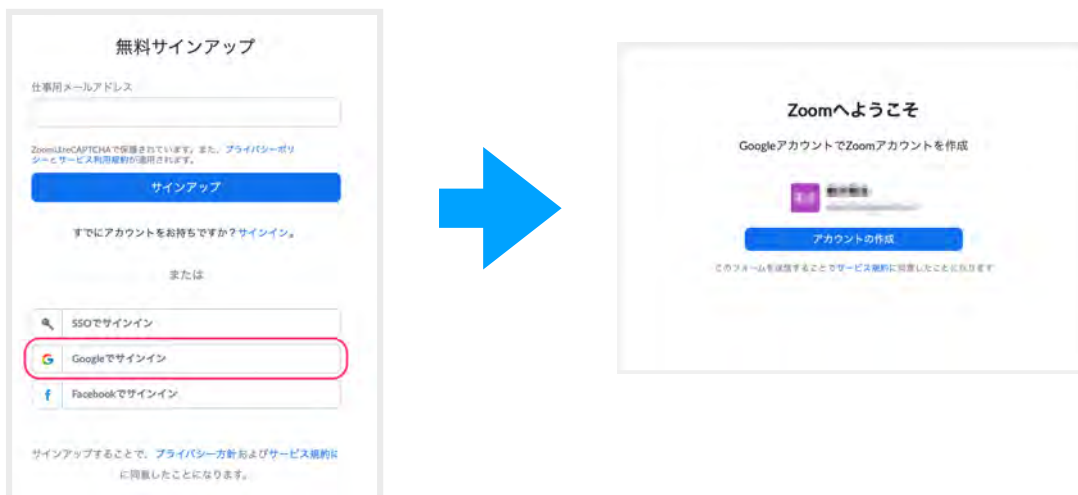 無料サインアップ
仕事用メールアドレス
ZoomはreCAPTCHAで保護されています。また、プライバシーポリ
シーとサービス利用規約が適用されます。
サインアップ
すでにアカウントをお持ちですか？サインイン。
または
SSOでサインイン
Googleでサインイン
Facebookでサインイン
サインアップすることで、プライバシー方針およびサービス規約に
に同意したことになります。
Zoomへようこそ
GoogleアカウントでZoomアカウントを作成
アカウントの作成
このフォームを送信することでサービス規約に同意したことになります